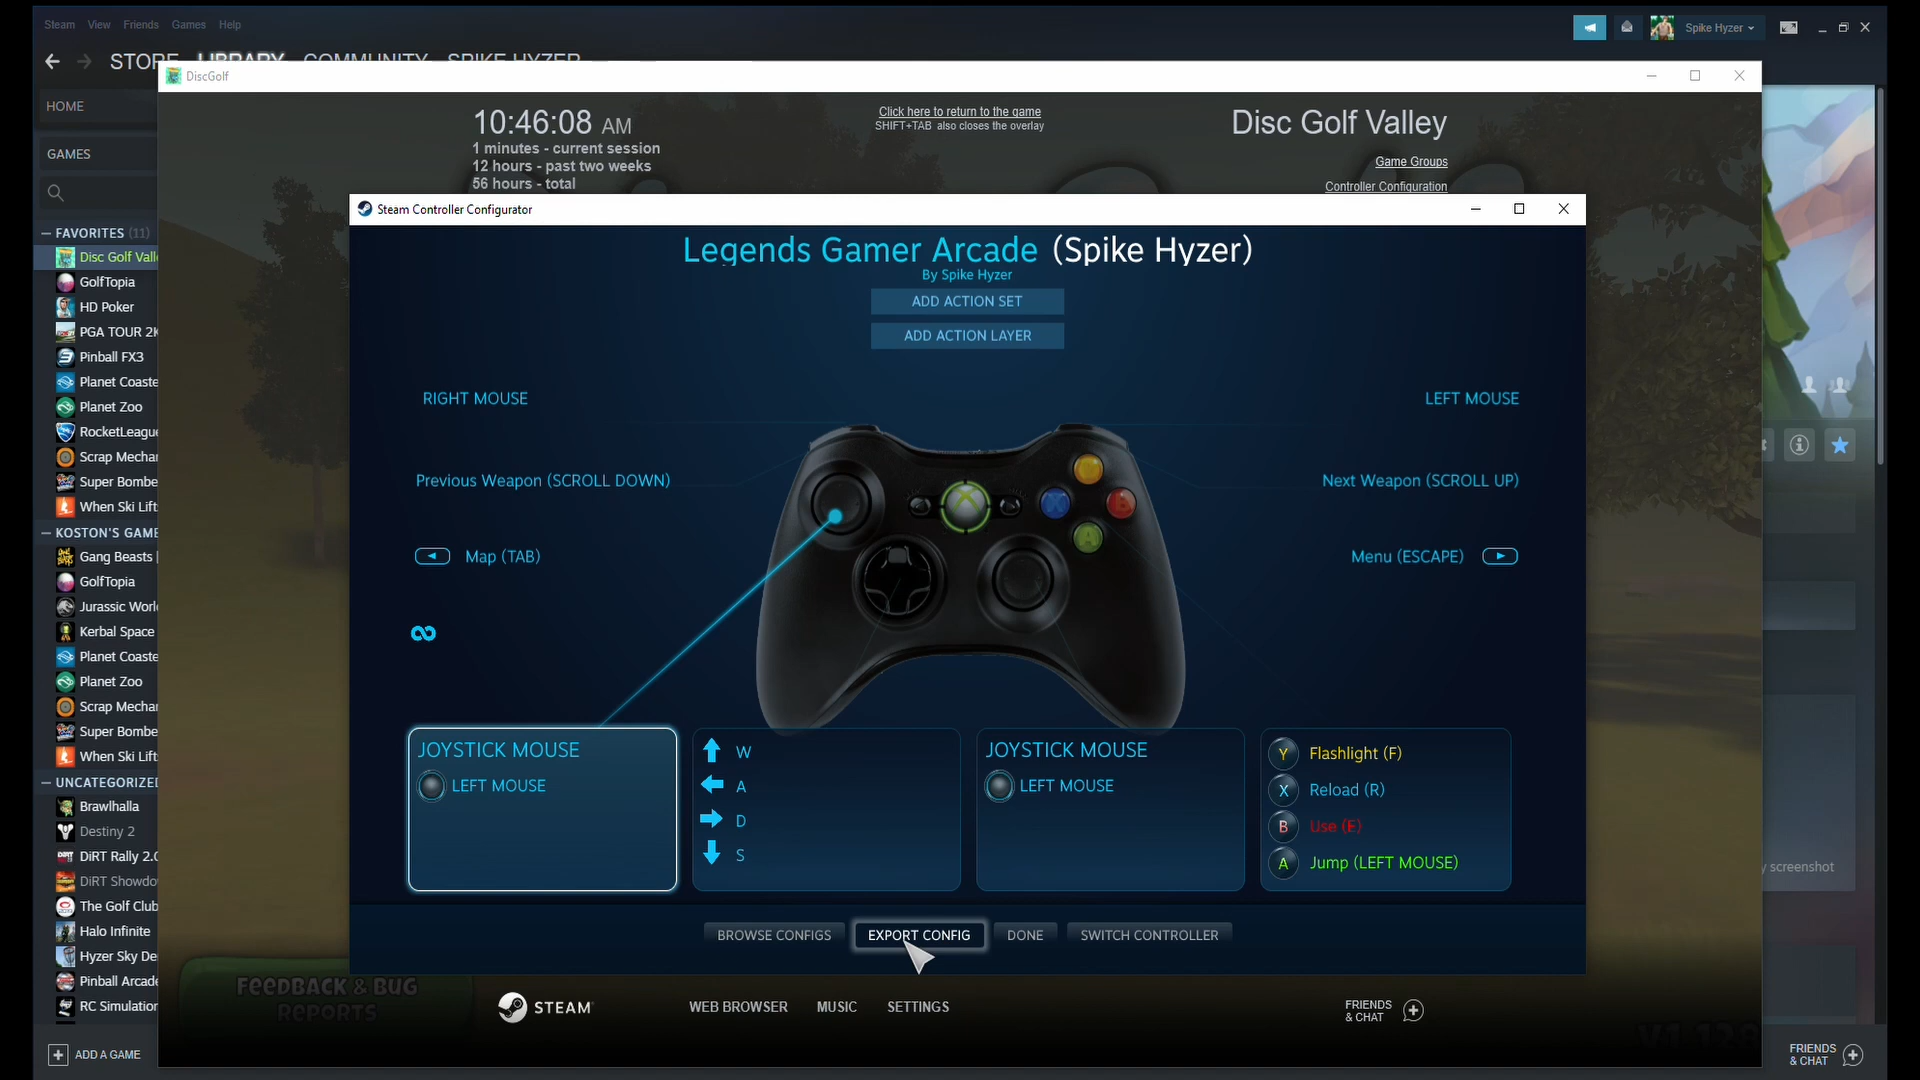 Steam View Friends Games Help
Spike Hyzer
STORE LIBRARY COMMUNITY SPIKE HYZER
DiscGolf
HOME
GAMES
10:46:08 AM
1 minutes - current session
12 hours - past two weeks
56 hours - total
Click here to return to the game
SHIFT+TAB also closes the overlay
Disc Golf Valley
Game Groups
Controller Configuration
Steam Controller Configurator
Legends Gamer Arcade (Spike Hyzer)
By Spike Hyzer
ADD ACTION SET
ADD ACTION LAYER
RIGHT MOUSE
LEFT MOUSE
Previous Weapon (SCROLL DOWN)
Next Weapon (SCROLL UP)
Map (TAB)
Menu (ESCAPE)
JOYSTICK MOUSE
LEFT MOUSE
W
A
D
S
JOYSTICK MOUSE
LEFT MOUSE
Y Flashlight (F)
X Reload (R)
B Use (E)
A Jump (LEFT MOUSE)
BROWSE CONFIGS
EXPORT CONFIG
DONE
SWITCH CONTROLLER
— FAVORITES (11)
Disc Golf Vall
GolfTopia
HD Poker
PGA TOUR 2K
Pinball FX3
Planet Coaste
Planet Zoo
RocketLeague
Scrap Mechan
Super Bombe
When Ski Lift
— KOSTON'S GAME
Gang Beasts
GolfTopia
Jurassic Worl
Kerbal Space
Planet Coaste
Planet Zoo
Scrap Mechan
Super Bombe
When Ski Lift
— UNCATEGORIZED
Brawlhalla
Destiny 2
DiRT Rally 2.0
DiRT Showdo
The Golf Club
Halo Infinite
Hyzer Sky De
Pinball Arcade
RC Simulation
y screenshot
FEEDBACK & BUG
REPORTS
STEAM
WEB BROWSER
MUSIC
SETTINGS
FRIENDS
& CHAT
ADD A GAME
FRIENDS
& CHAT